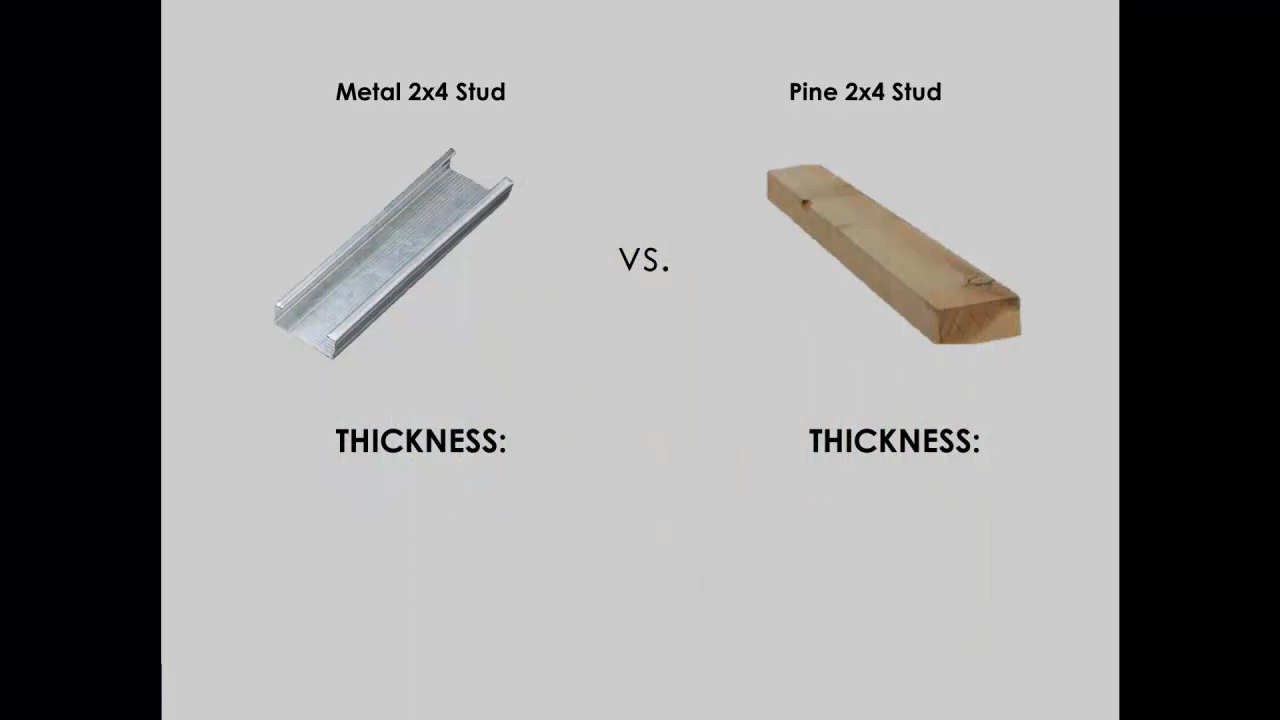 Metal 2x4 Stud
Pine 2x4 Stud
vs.
THICKNESS:
THICKNESS: